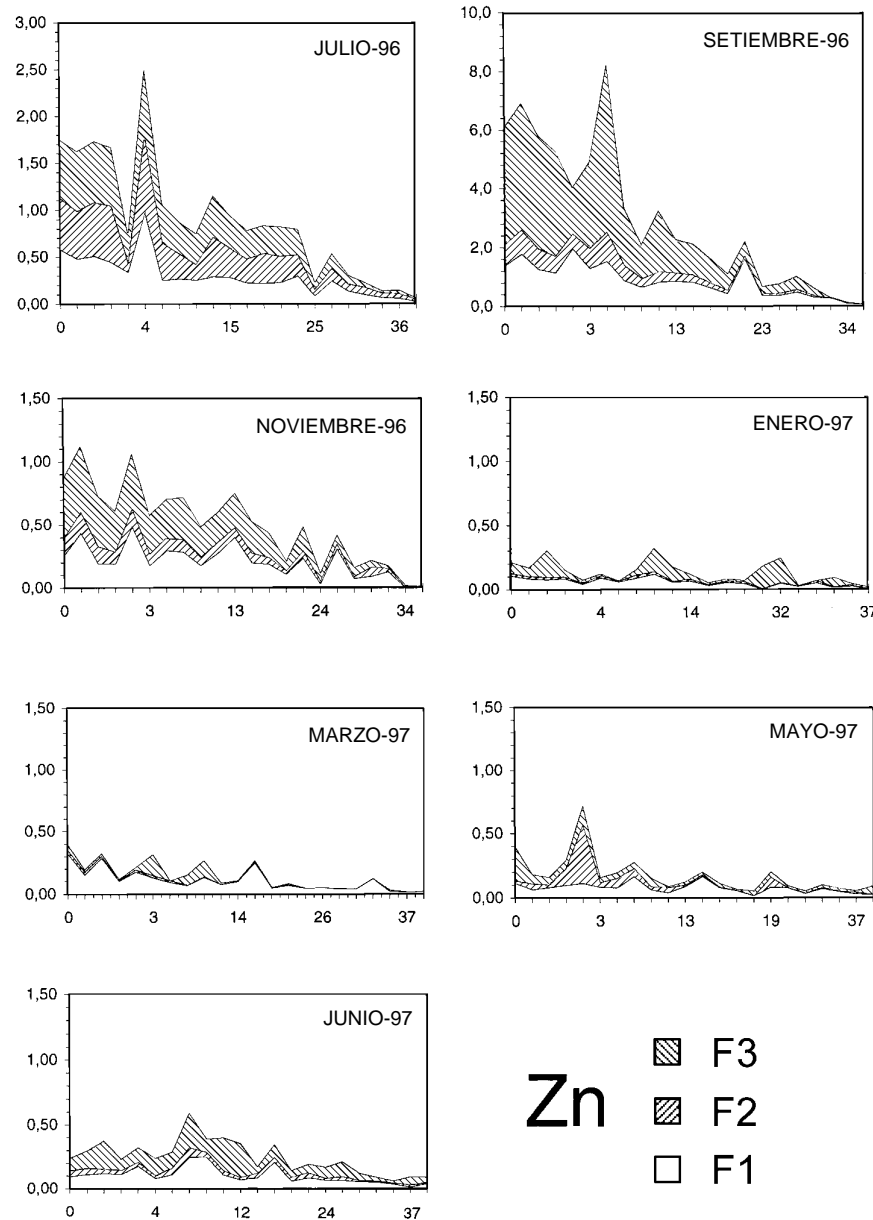 JULIO-96
3,00
2,50
2,00
1,50
1,00
0,50
0,00
0 4 15 25 36
SETIEMBRE-96
10,0
8,0
6,0
4,0
2,0
0,0
0 3 13 23 34
NOVIEMBRE-96
1,50
1,00
0,50
0,00
0 3 13 24 34
ENERO-97
1,50
1,00
0,50
0,00
0 4 14 32 37
MARZO-97
1,50
1,00
0,50
0,00
0 3 14 26 37
MAYO-97
1,50
1,00
0,50
0,00
0 3 13 19 37
JUNIO-97
1,50
1,00
0,50
0,00
0 4 12 24 37
Zn
F3
F2
F1